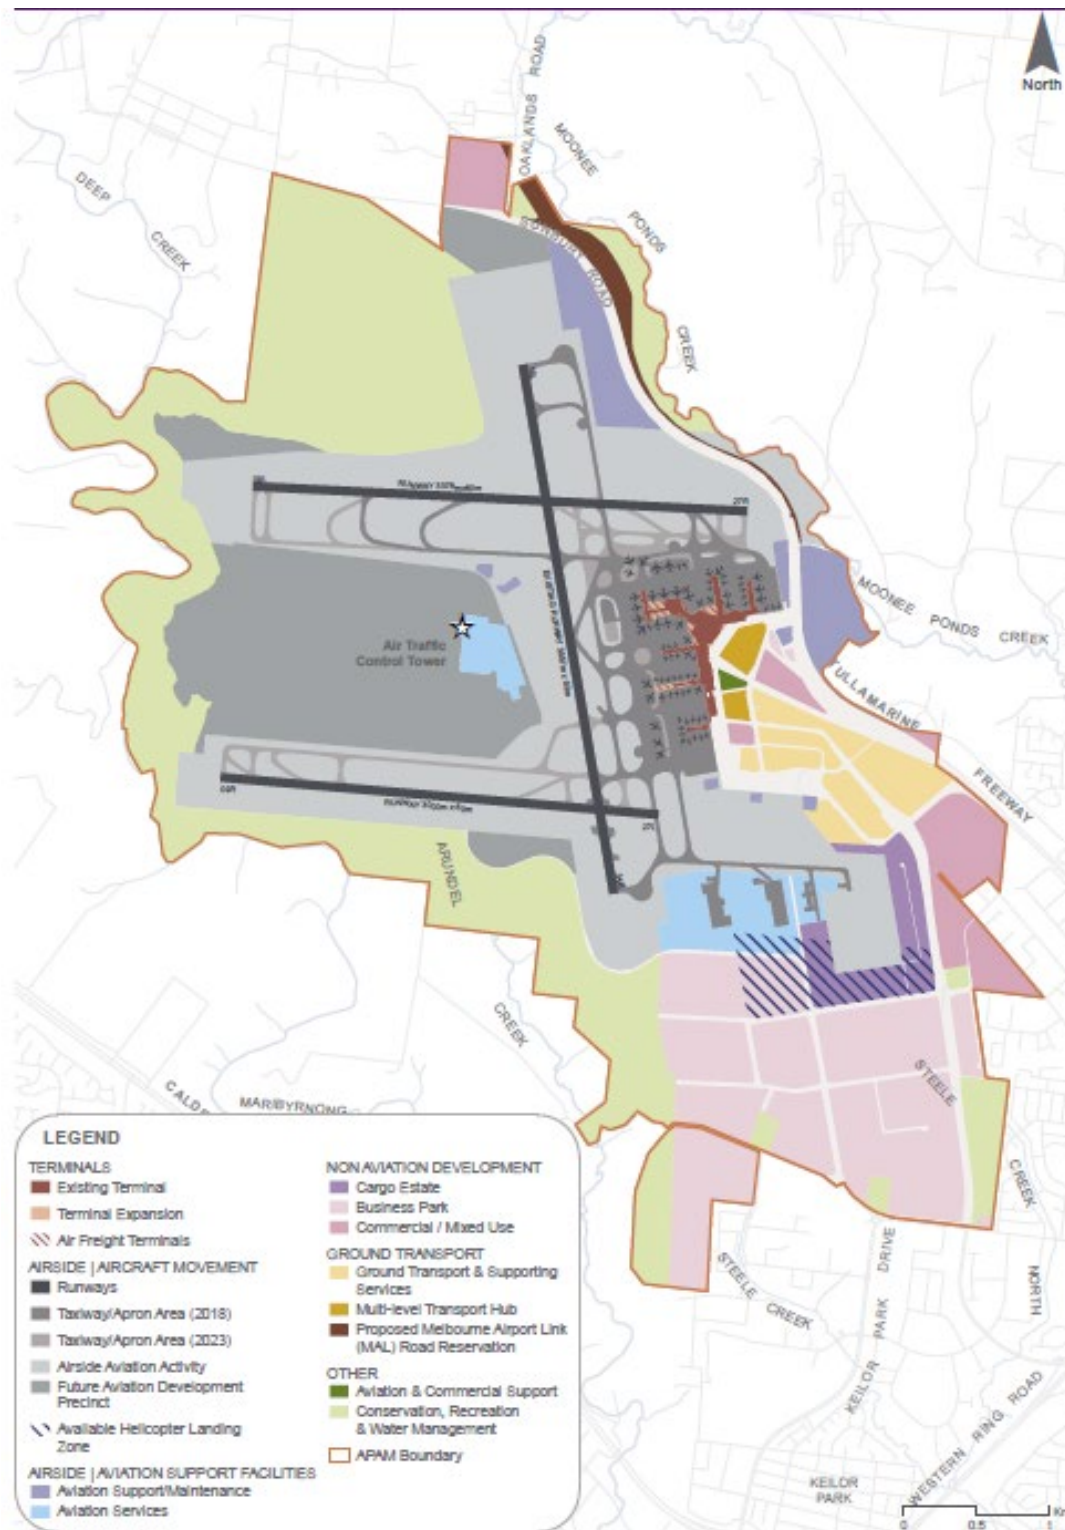 North
OAKLANDS ROAD
MOONEE
PONDS
CREEK
DEEP
CREEK
SUNBURY ROAD
27R
MOONEE PONDS CREEK
Air Traffic
Control Tower
TULLAMARINE
FREEWAY
27L
ARUNDEL
CREEK
STEELE
CREEK
NORTH
MARIBYRNONG
STEELE CREEK
KEILOR PARK DRIVE
WESTERN RING ROAD
KEILOR
PARK
0 0.5 1
LEGEND
TERMINALS
Existing Terminal
Terminal Expansion
Air Freight Terminals
AIRSIDE | AIRCRAFT MOVEMENT
Runways
Taxiway/Apron Area (2018)
Taxiway/Apron Area (2023)
Airside Aviation Activity
Future Aviation Development
Precinct
Available Helicopter Landing
Zone
AIRSIDE | AVIATION SUPPORT FACILITIES
Aviation Support/Maintenance
Aviation Services
NON AVIATION DEVELOPMENT
Cargo Estate
Business Park
Commercial / Mixed Use
GROUND TRANSPORT
Ground Transport & Supporting
Services
Multi-level Transport Hub
Proposed Melbourne Airport Link
(MAL) Road Reservation
OTHER
Aviation & Commercial Support
Conservation, Recreation
& Water Management
APAM Boundary